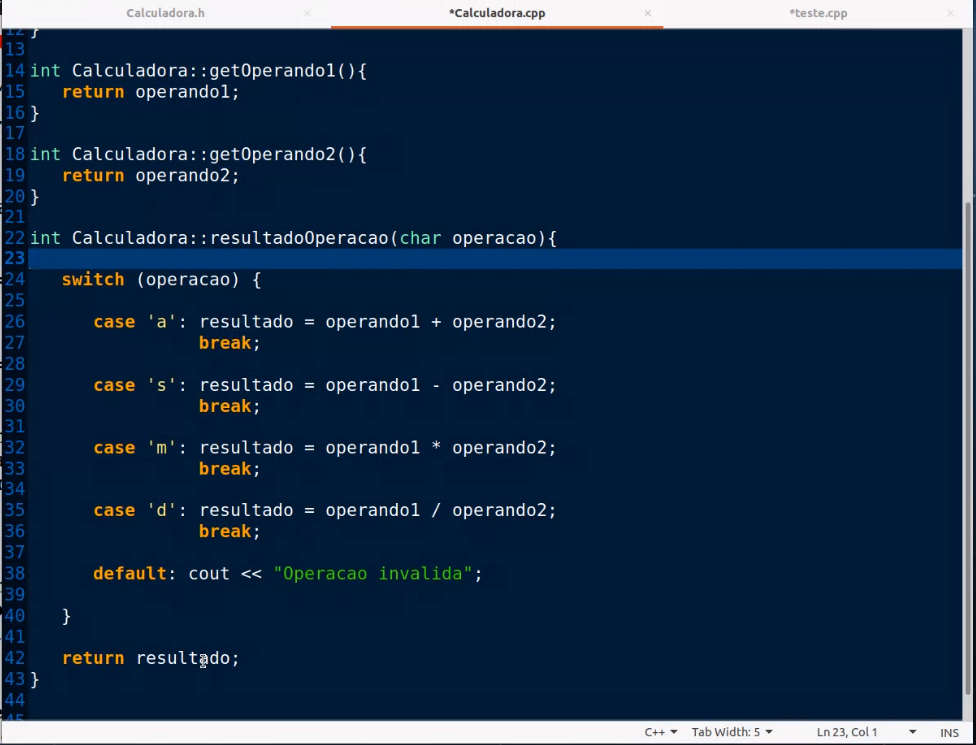 Calculadora.h × *Calculadora.cpp × *teste.cpp ×
12 }
13
14 int Calculadora::getOperando1(){
15 return operando1;
16 }
17
18 int Calculadora::getOperando2(){
19 return operando2;
20 }
21
22 int Calculadora::resultadoOperacao(char operacao){
23
24 switch (operacao) {
25
26 case 'a': resultado = operando1 + operando2;
27 break;
28
29 case 's': resultado = operando1 - operando2;
30 break;
31
32 case 'm': resultado = operando1 * operando2;
33 break;
34
35 case 'd': resultado = operando1 / operando2;
36 break;
37
38 default: cout << "Operacao invalida";
39
40 }
41
42 return resultado;
43 }
44
45
C++ Tab Width: 5 Ln 23, Col 1 INS